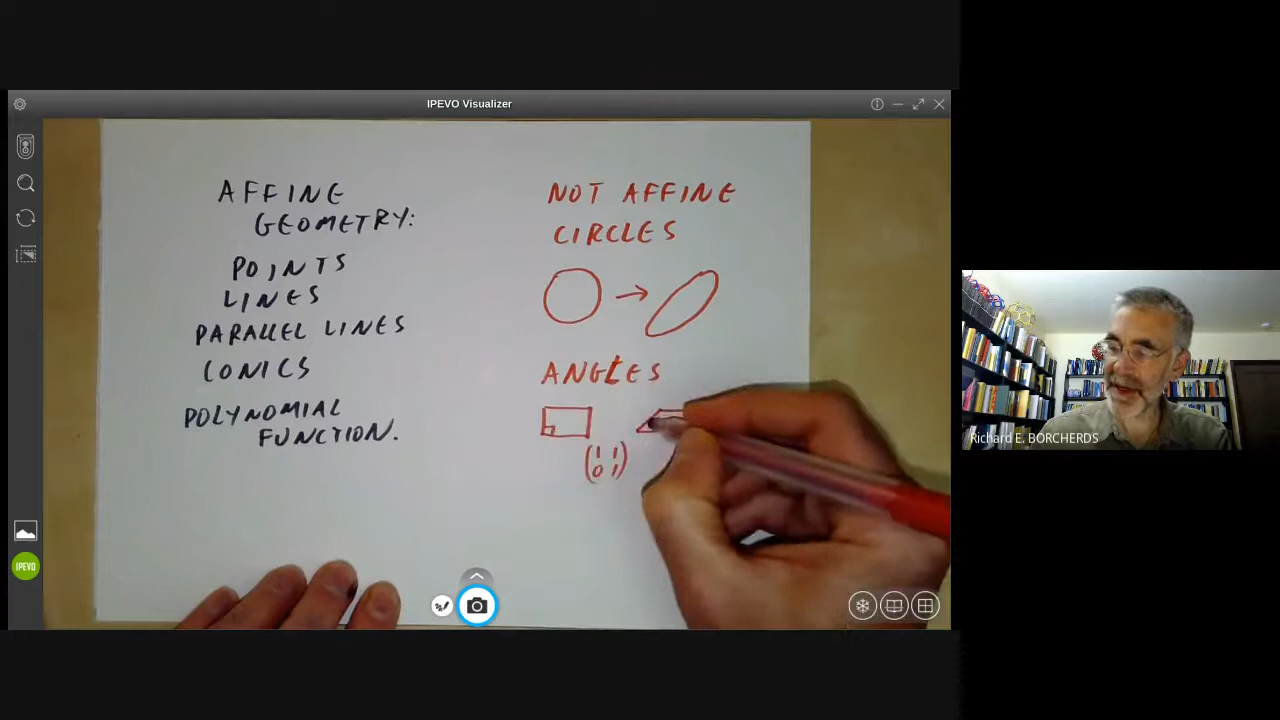 IPEVO Visualizer
AFFINE
GEOMETRY:
POINTS
LINES
PARALLEL LINES
CONICS
POLYNOMIAL
FUNCTION.
NOT AFFINE
CIRCLES
ANGLES
(1 1
0 1)
IPEVO
Richard E. BORCHERDS